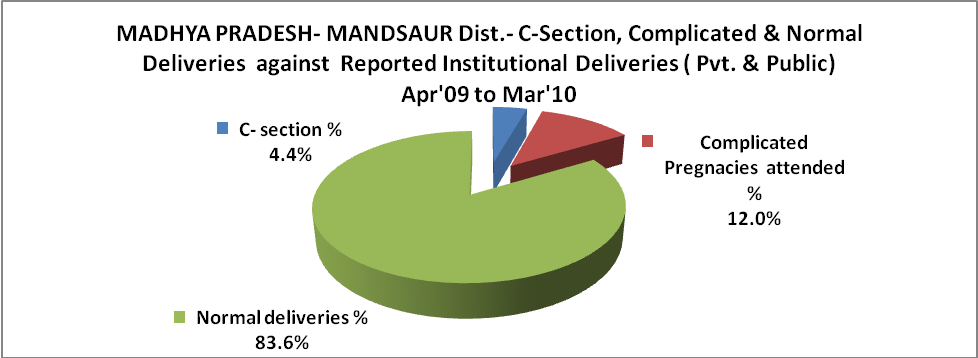 MADHYA PRADESH- MANDSAUR Dist.- C-Section, Complicated & Normal
Deliveries against Reported Institutional Deliveries ( Pvt. & Public)
Apr'09 to Mar'10
C- section %
4.4%
Complicated
Pregnacies attended
%
12.0%
Normal deliveries %
83.6%